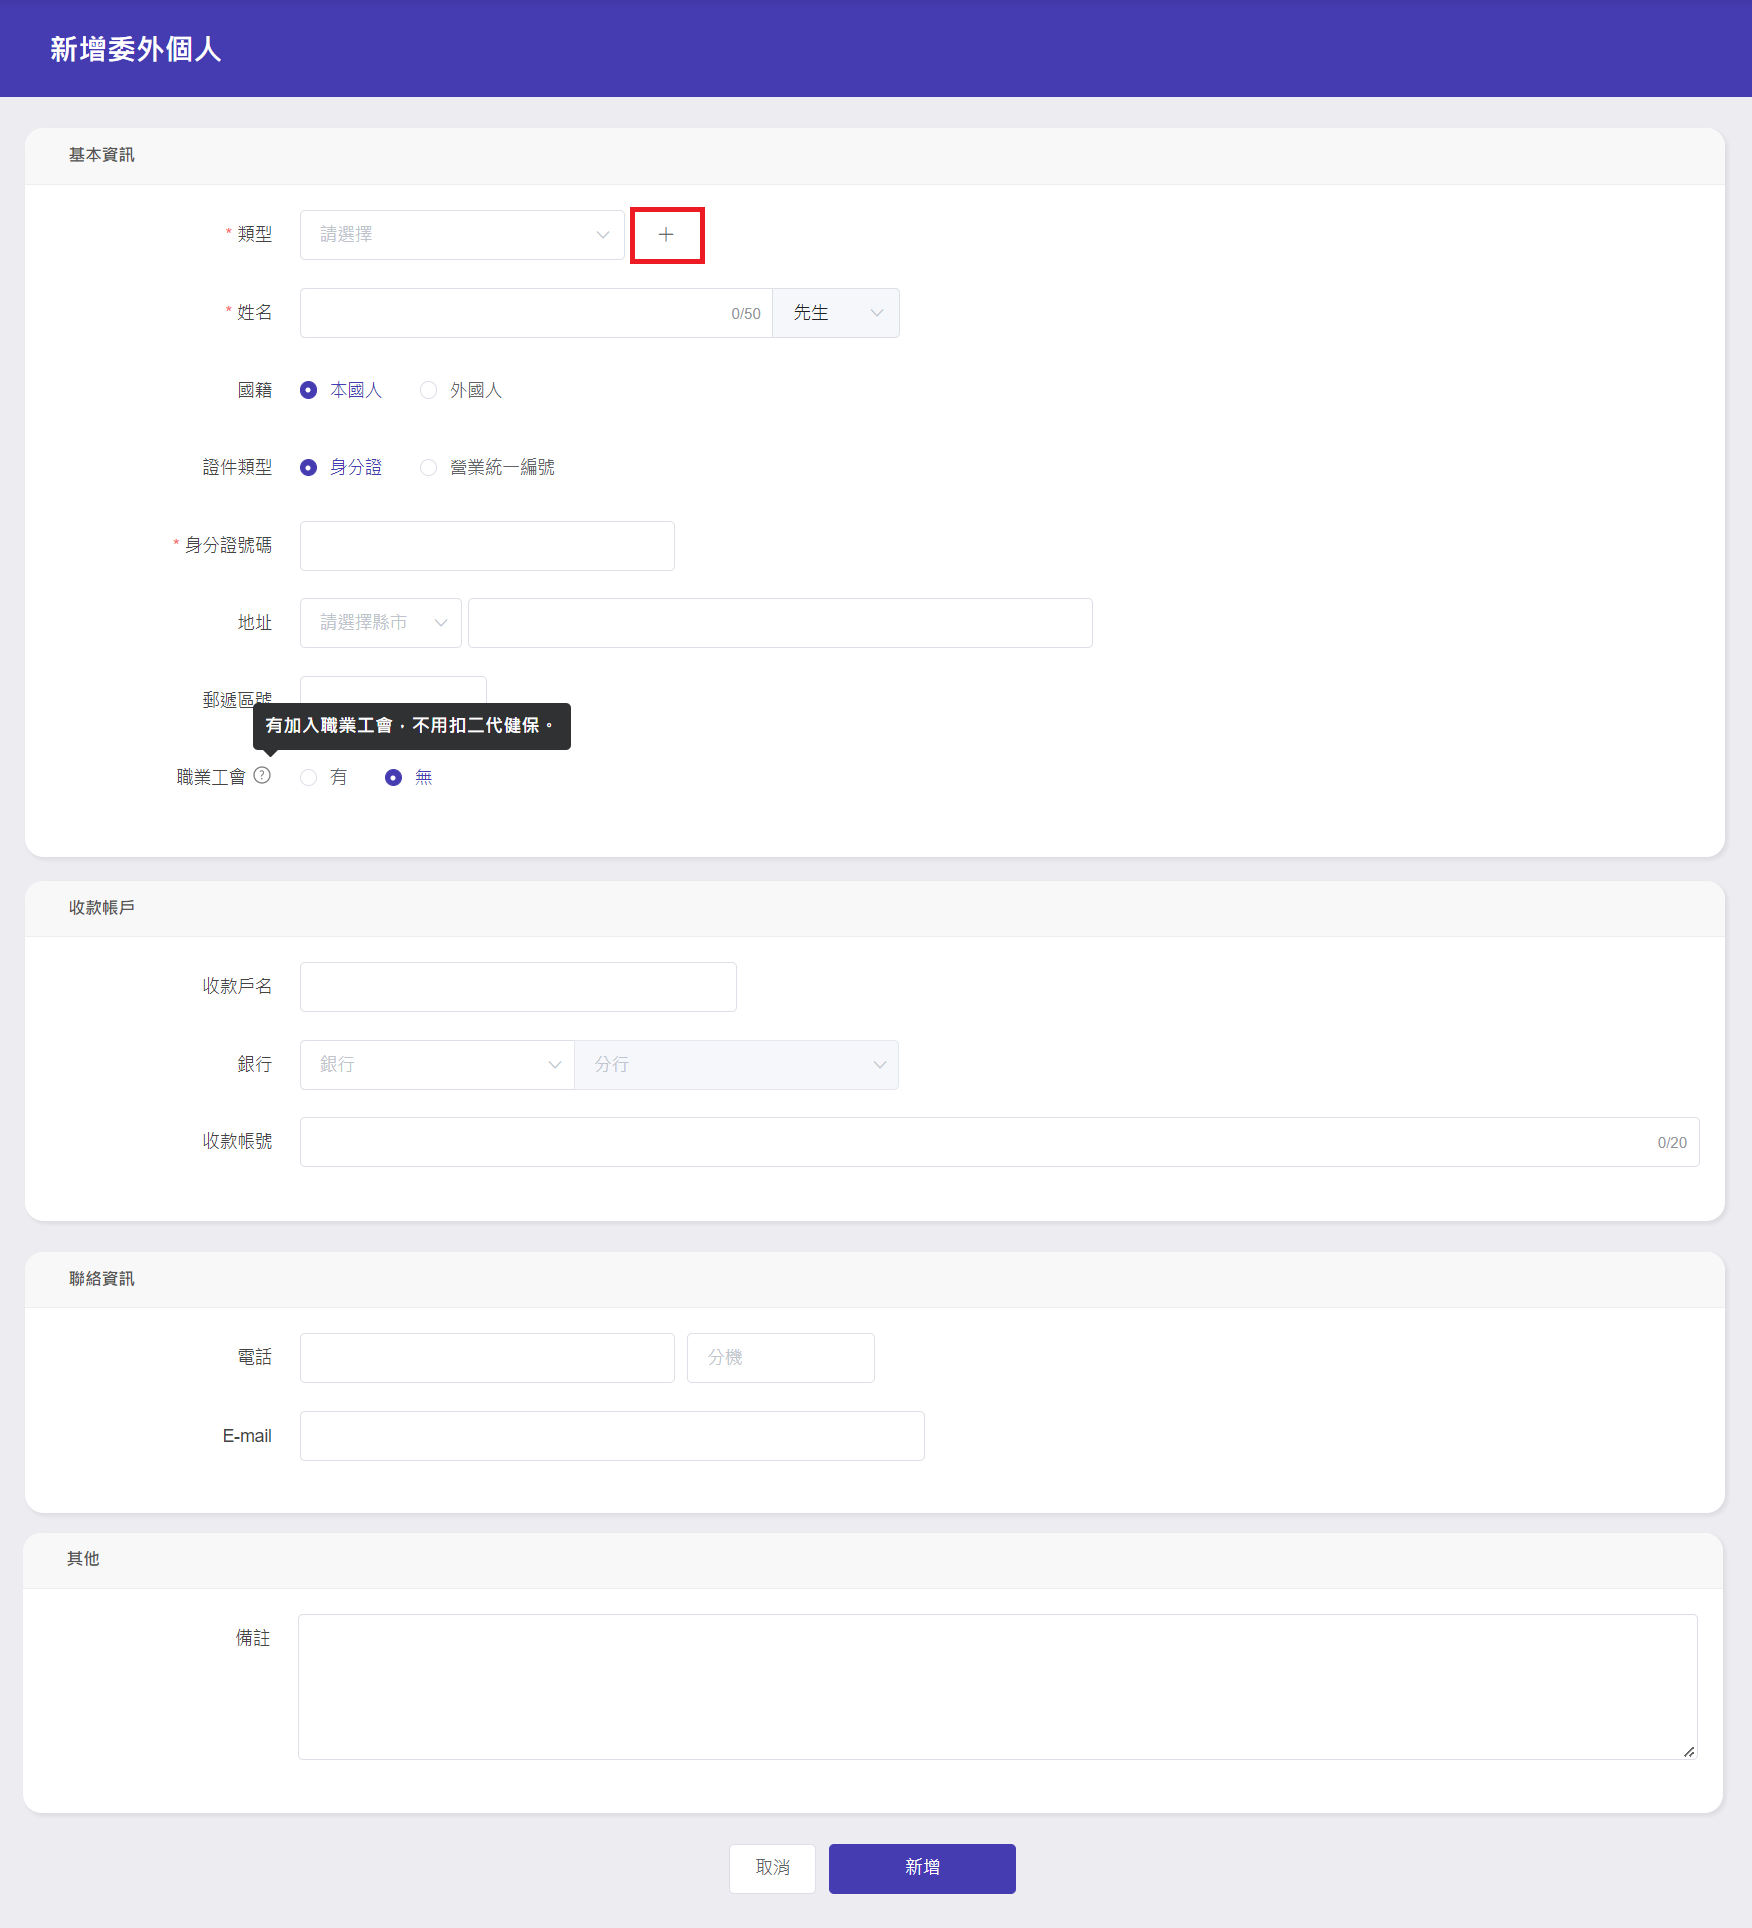 新增委外個人
基本資訊
* 類型 請選擇 +
* 姓名 0/50 先生
國籍 本國人 外國人
證件類型 身分證 營業統一編號
* 身分證號碼
地址 請選擇縣市
郵遞區號
有加入職業工會，不用扣二代健保。
職業工會 ? 有 無
收款帳戶
收款戶名
銀行 銀行 分行
收款帳號 0/20
聯絡資訊
電話 分機
E-mail
其他
備註
取消 新增